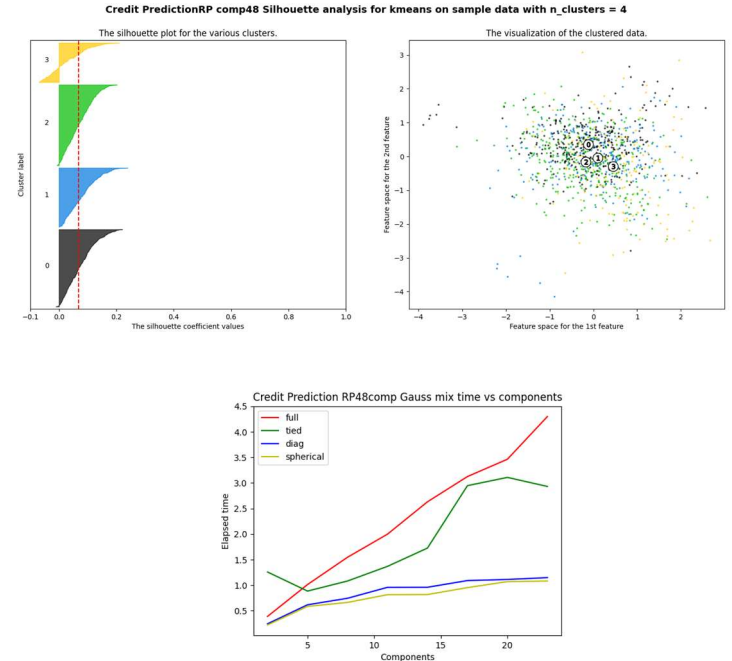 Credit PredictionRP comp48 Silhouette analysis for kmeans on sample data with n_clusters = 4
The silhouette plot for the various clusters.
3
2
1
0
Cluster label
−0.1 0.0 0.2 0.4 0.6 0.8 1.0
The silhouette coefficient values
The visualization of the clustered data.
3
2
1
0
−1
−2
−3
−4
Feature space for the 2nd feature
0
1
2
3
−4 −3 −2 −1 0 1 2
Feature space for the 1st feature
Credit Prediction RP48comp Gauss mix time vs components
full
tied
diag
spherical
4.5
4.0
3.5
3.0
2.5
2.0
1.5
1.0
0.5
Elapsed time
5 10 15 20
Components